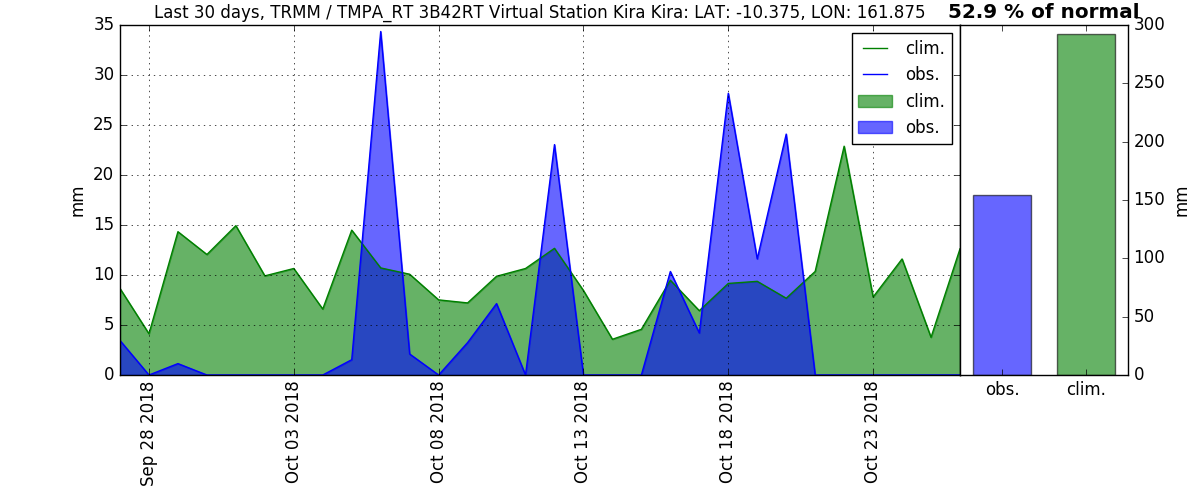 Last 30 days, TRMM / TMPA_RT 3B42RT Virtual Station Kira Kira: LAT: -10.375, LON: 161.875
52.9 % of normal
35
30
25
20
15
10
5
0
mm
clim.
obs.
clim.
obs.
Sep 28 2018
Oct 03 2018
Oct 08 2018
Oct 13 2018
Oct 18 2018
Oct 23 2018
300
250
200
150
100
50
0
mm
obs.
clim.